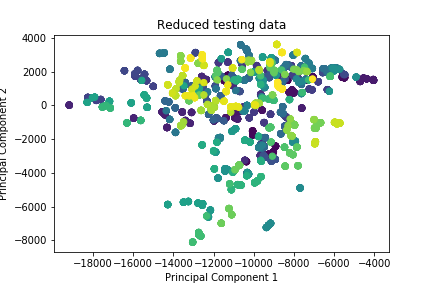 Reduced testing data
4000
2000
0
−2000
−4000
−6000
−8000
Principal Component 2
−18000 −16000 −14000 −12000 −10000 −8000 −6000 −4000
Principal Component 1